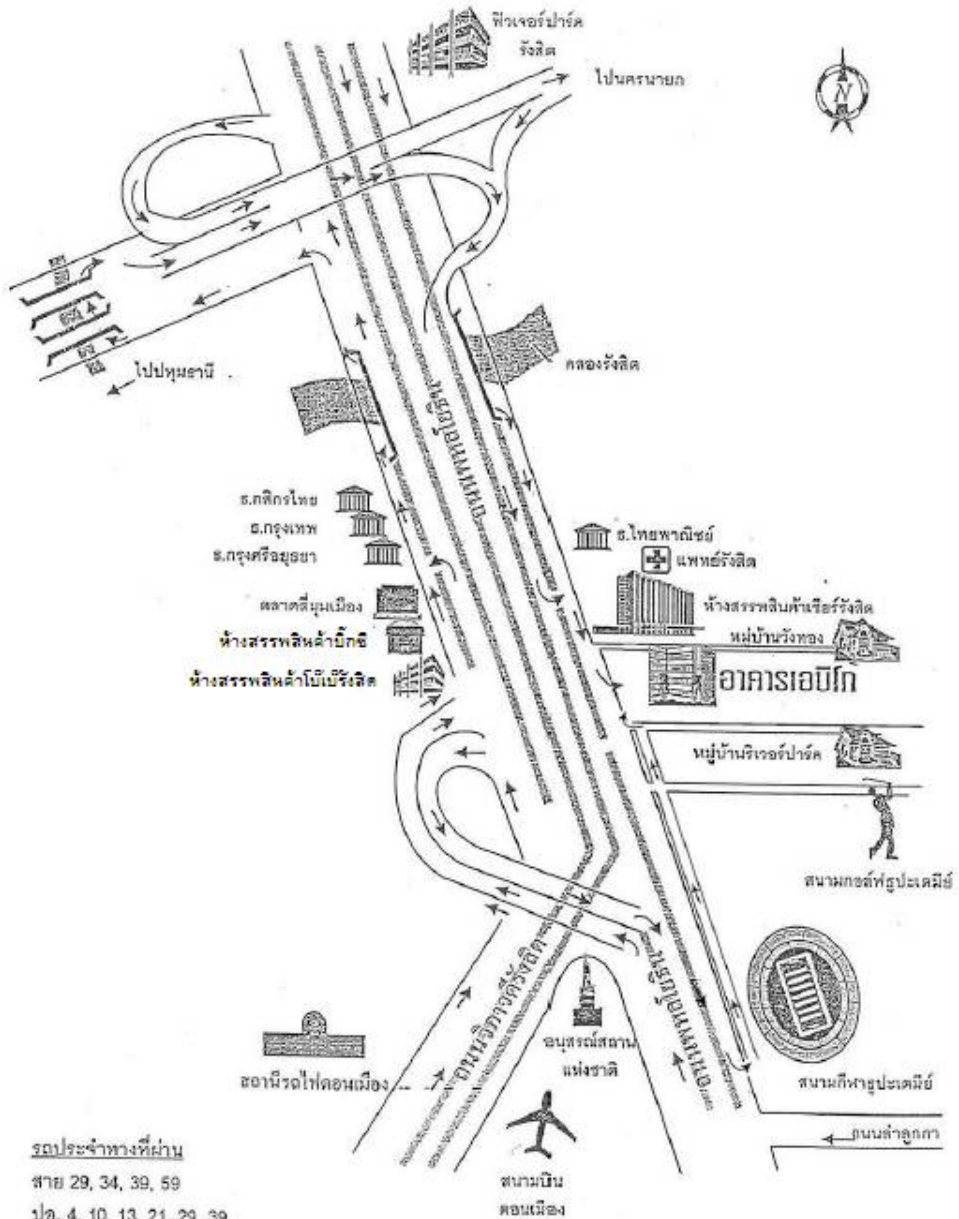 ฟิวเจอร์ปาร์ค
รังสิต
ไปนครนายก
N
คลองรังสิต
ไปปทุมธานี
ถนนพหลโยธิน
ธ.กสิกรไทย
ธ.กรุงเทพ
ธ.กรุงศรีอยุธยา
ธ.ไทยพาณิชย์
แพทย์รังสิต
ตลาดสี่มุมเมือง
ห้างสรรพสินค้าเซียร์รังสิต
ห้างสรรพสินค้าบิ๊กซี
หมู่บ้านวังทอง
ห้างสรรพสินค้าโบ๊เบ๊รังสิต
อาคารเอบิโก้
หมู่บ้านริเวอร์ปาร์ค
สนามกอล์ฟธูปะเตมีย์
ถนนวิภาวดีรังสิต
ถนนพหลโยธิน
อนุสรณ์สถาน
แห่งชาติ
สถานีรถไฟดอนเมือง
สนามกีฬาธูปะเตมีย์
ถนนลำลูกกา
สนามบิน
ดอนเมือง
รถประจำทางที่ผ่าน
สาย 29, 34, 39, 59
ปอ. 4, 10, 13, 21, 29, 39